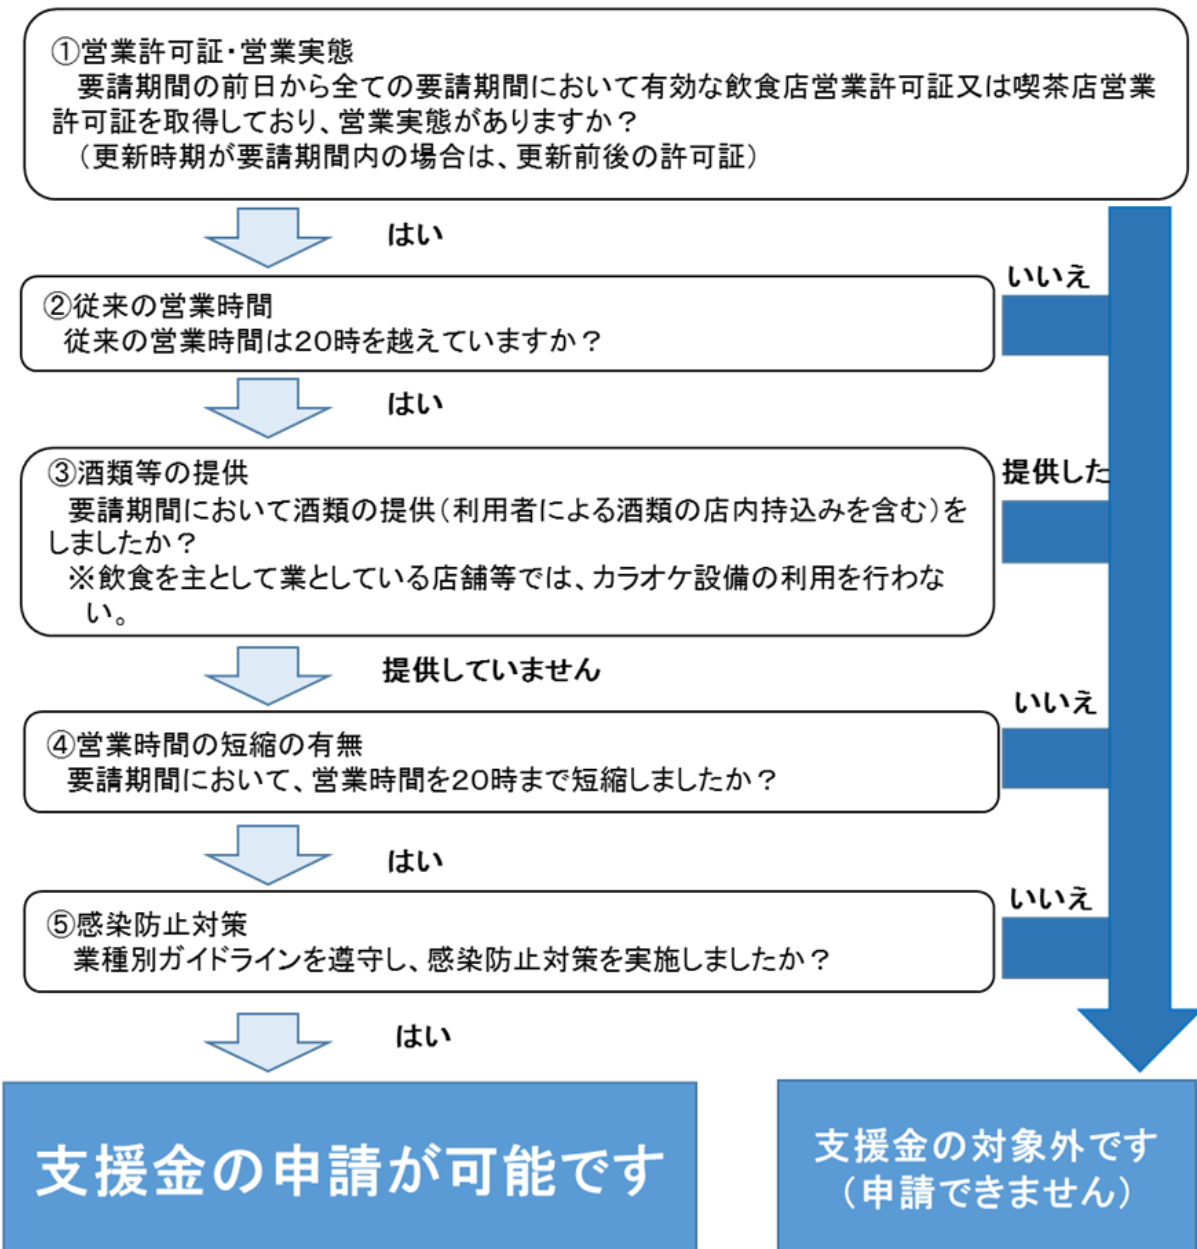 ①営業許可証・営業実態
要請期間の前日から全ての要請期間において有効な飲食店営業許可証又は喫茶店営業
許可証を取得しており、営業実態がありますか？
（更新時期が要請期間内の場合は、更新前後の許可証）
はい
いいえ
②従来の営業時間
従来の営業時間は20時を越えていますか？
はい
提供した
③酒類等の提供
要請期間において酒類の提供（利用者による酒類の店内持込みを含む）を
しましたか？
※飲食を主として業としている店舗等では、カラオケ設備の利用を行わな
い。
提供していません
いいえ
④営業時間の短縮の有無
要請期間において、営業時間を20時まで短縮しましたか？
はい
いいえ
⑤感染防止対策
業種別ガイドラインを遵守し、感染防止対策を実施しましたか？
はい
支援金の申請が可能です
支援金の対象外です
（申請できません）